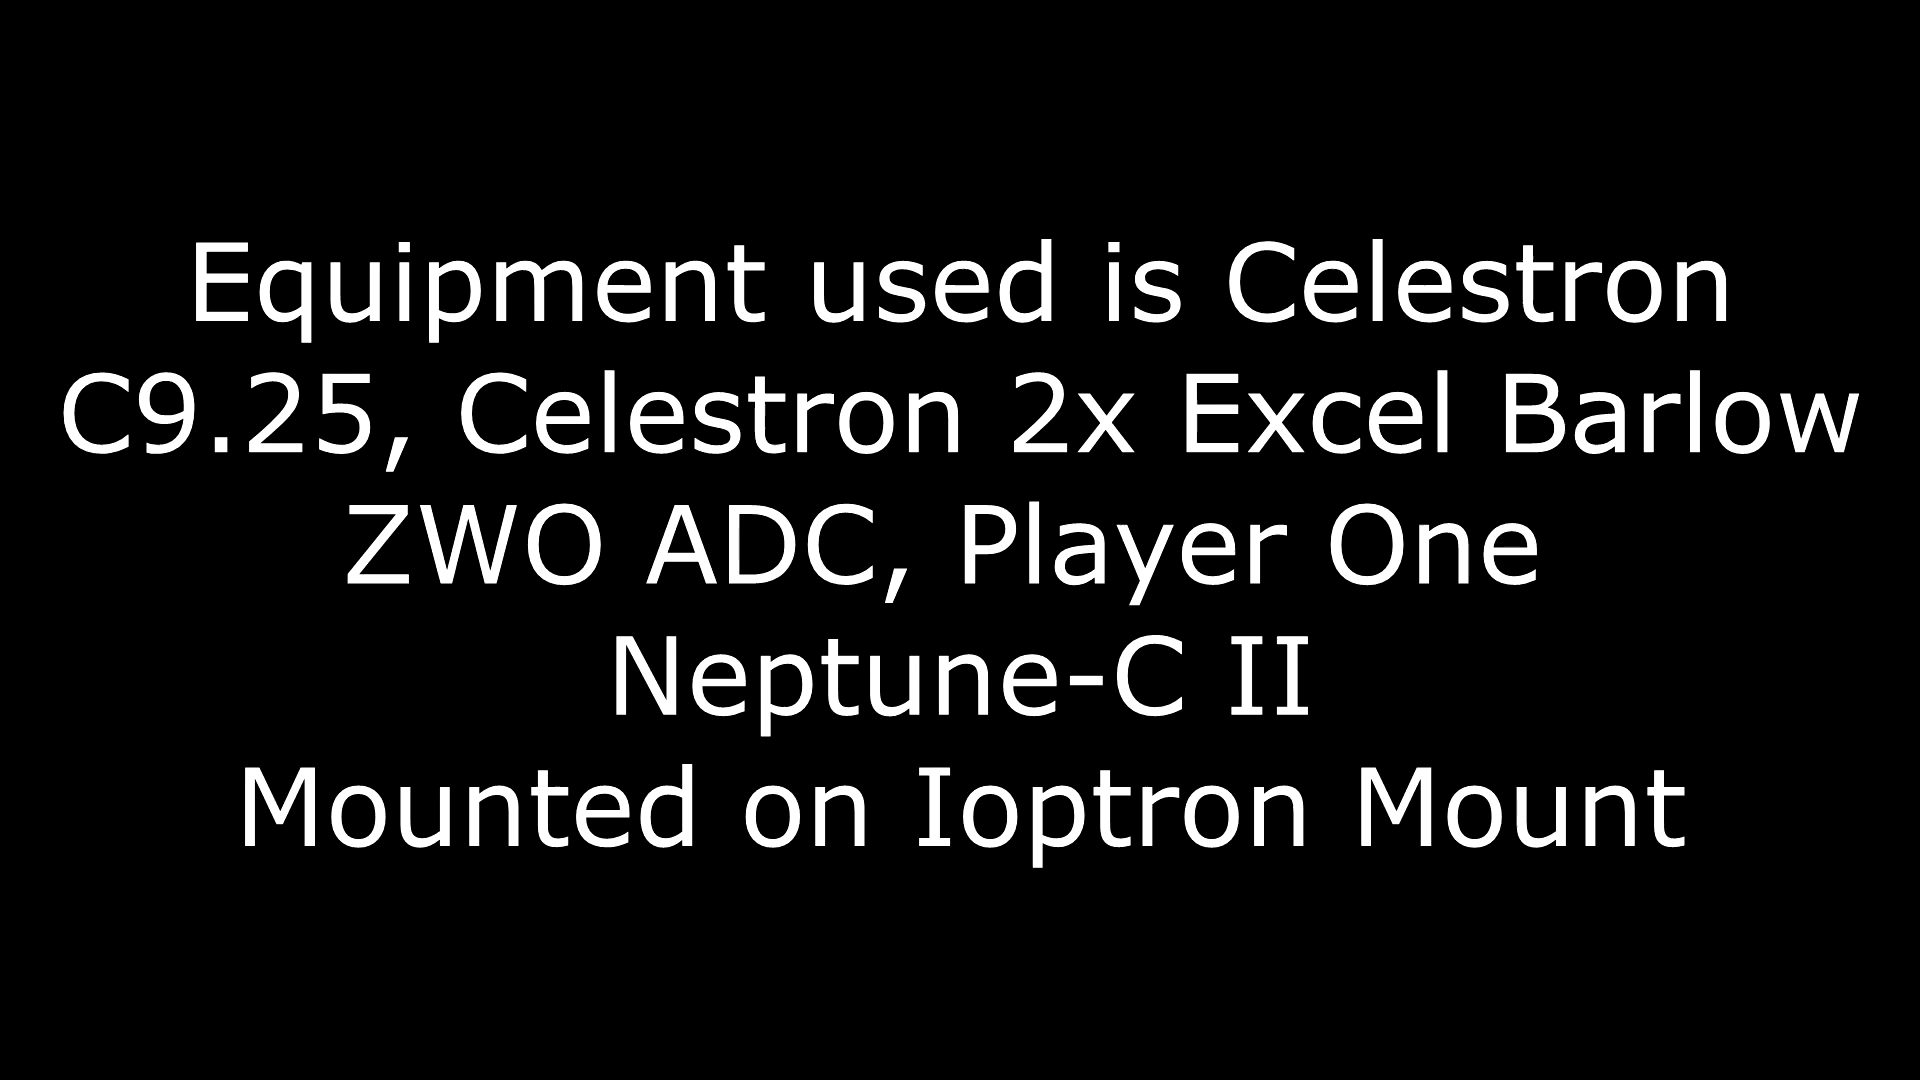 Equipment used is Celestron
C9.25, Celestron 2x Excel Barlow
ZWO ADC, Player One
Neptune-C II
Mounted on Ioptron Mount